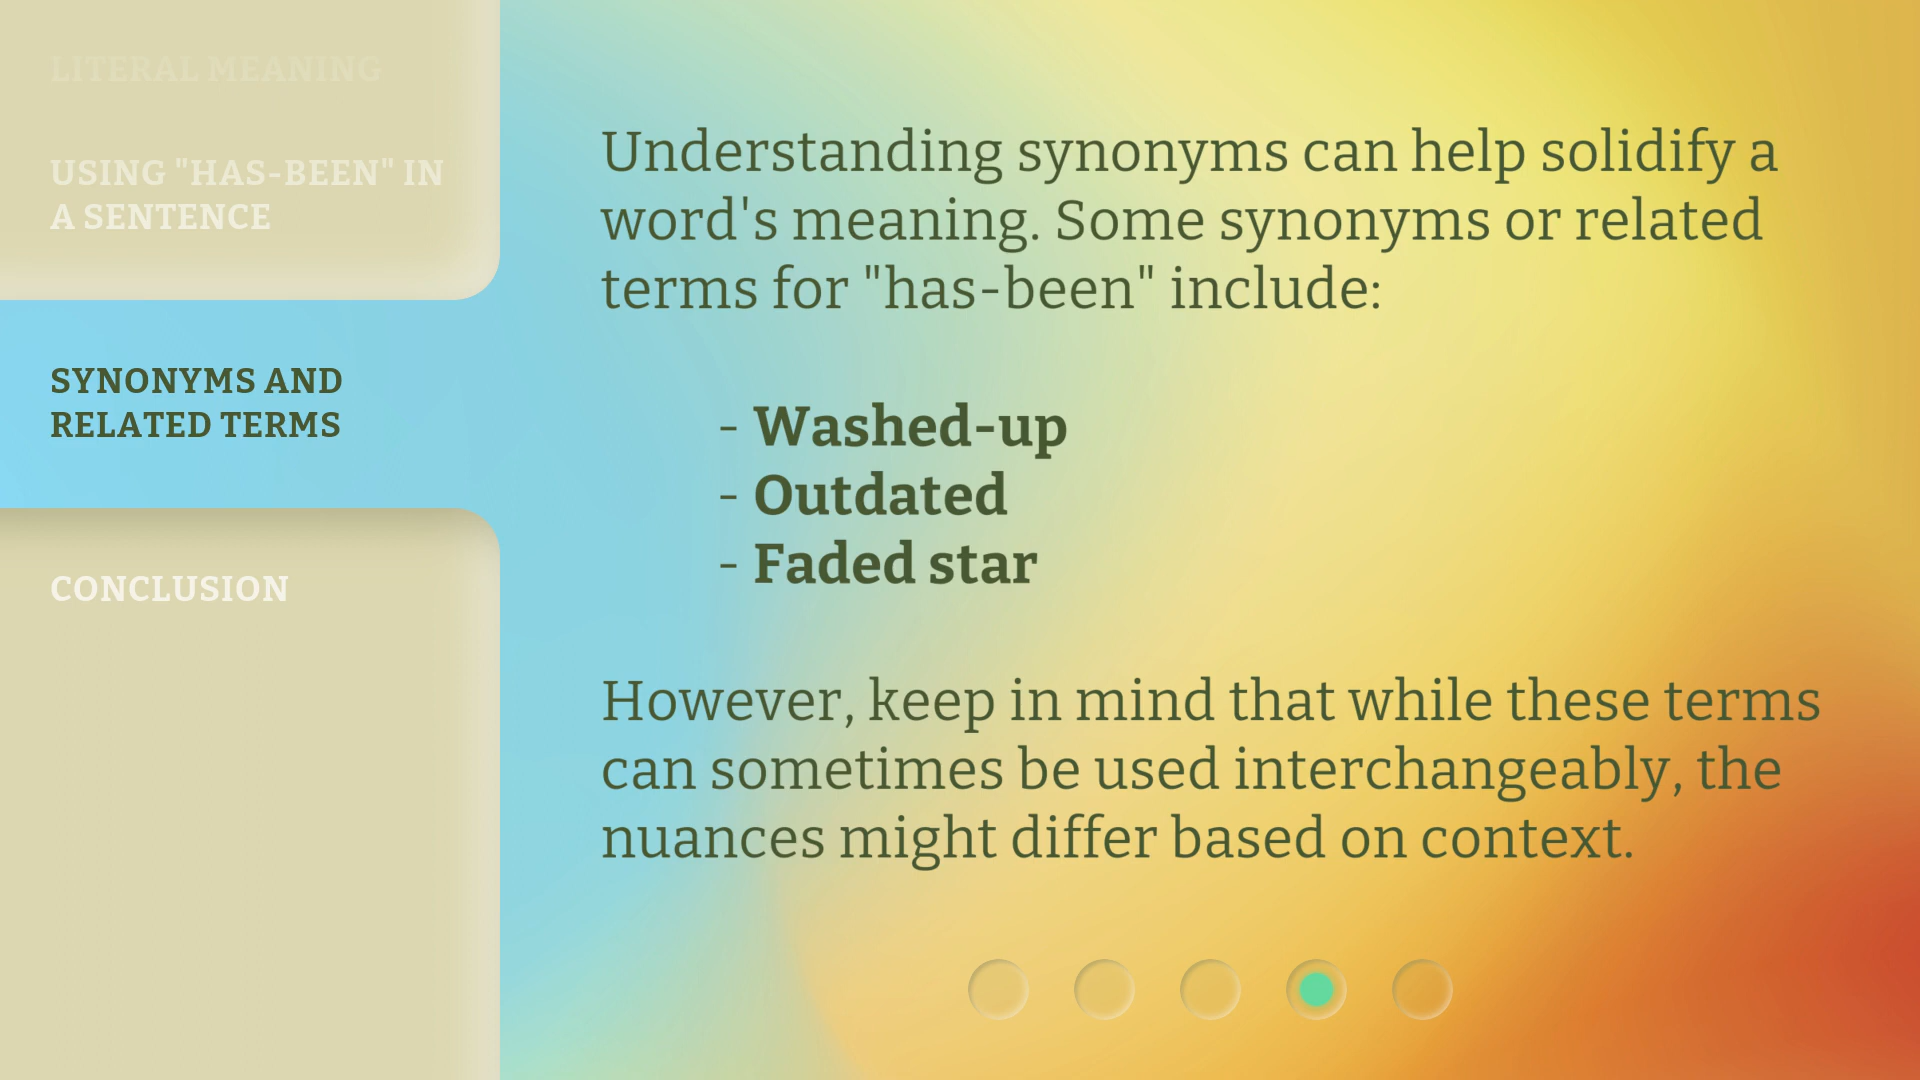 LITERAL MEANING
USING "HAS-BEEN" IN
A SENTENCE
SYNONYMS AND
RELATED TERMS
CONCLUSION
Understanding synonyms can help solidify a
word's meaning. Some synonyms or related
terms for "has-been" include:
- Washed-up
- Outdated
- Faded star
However, keep in mind that while these terms
can sometimes be used interchangeably, the
nuances might differ based on context.